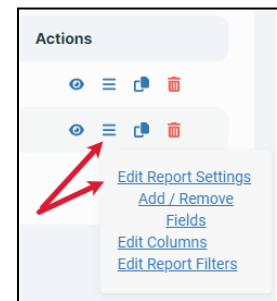 Actions
Edit Report Settings
Add / Remove
Fields
Edit Columns
Edit Report Filters